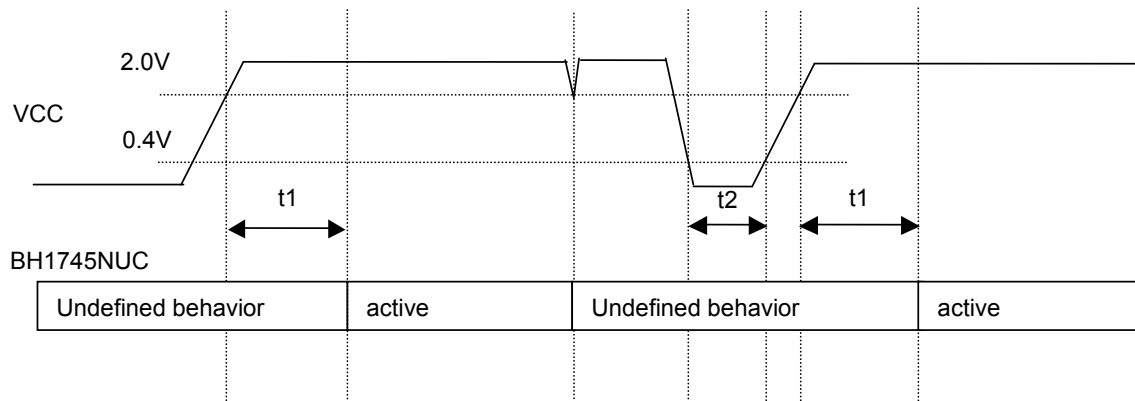 2.0V
VCC
0.4V
t1
t2
t1
BH1745NUC
Undefined behavior
active
Undefined behavior
active